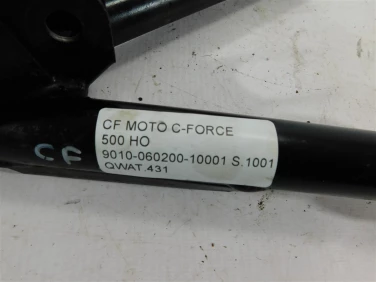 CF MOTO C-FORCE
500 HO
9010-060200-10001 S.1001
QWAT.431
CF